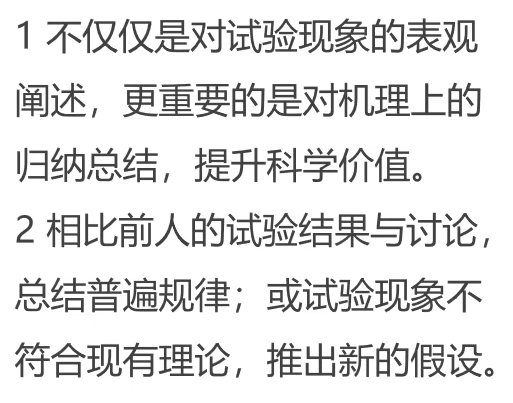 1 不仅仅是对试验现象的表观
阐述，更重要的是对机理上的
归纳总结，提升科学价值。
2 相比前人的试验结果与讨论，
总结普遍规律；或试验现象不
符合现有理论，推出新的假设。